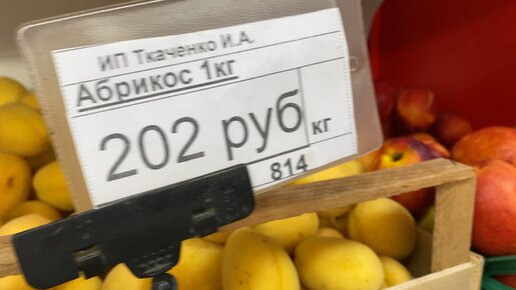 ИП Ткаченко И.А.
Абрикос 1кг
202 руб кг
814